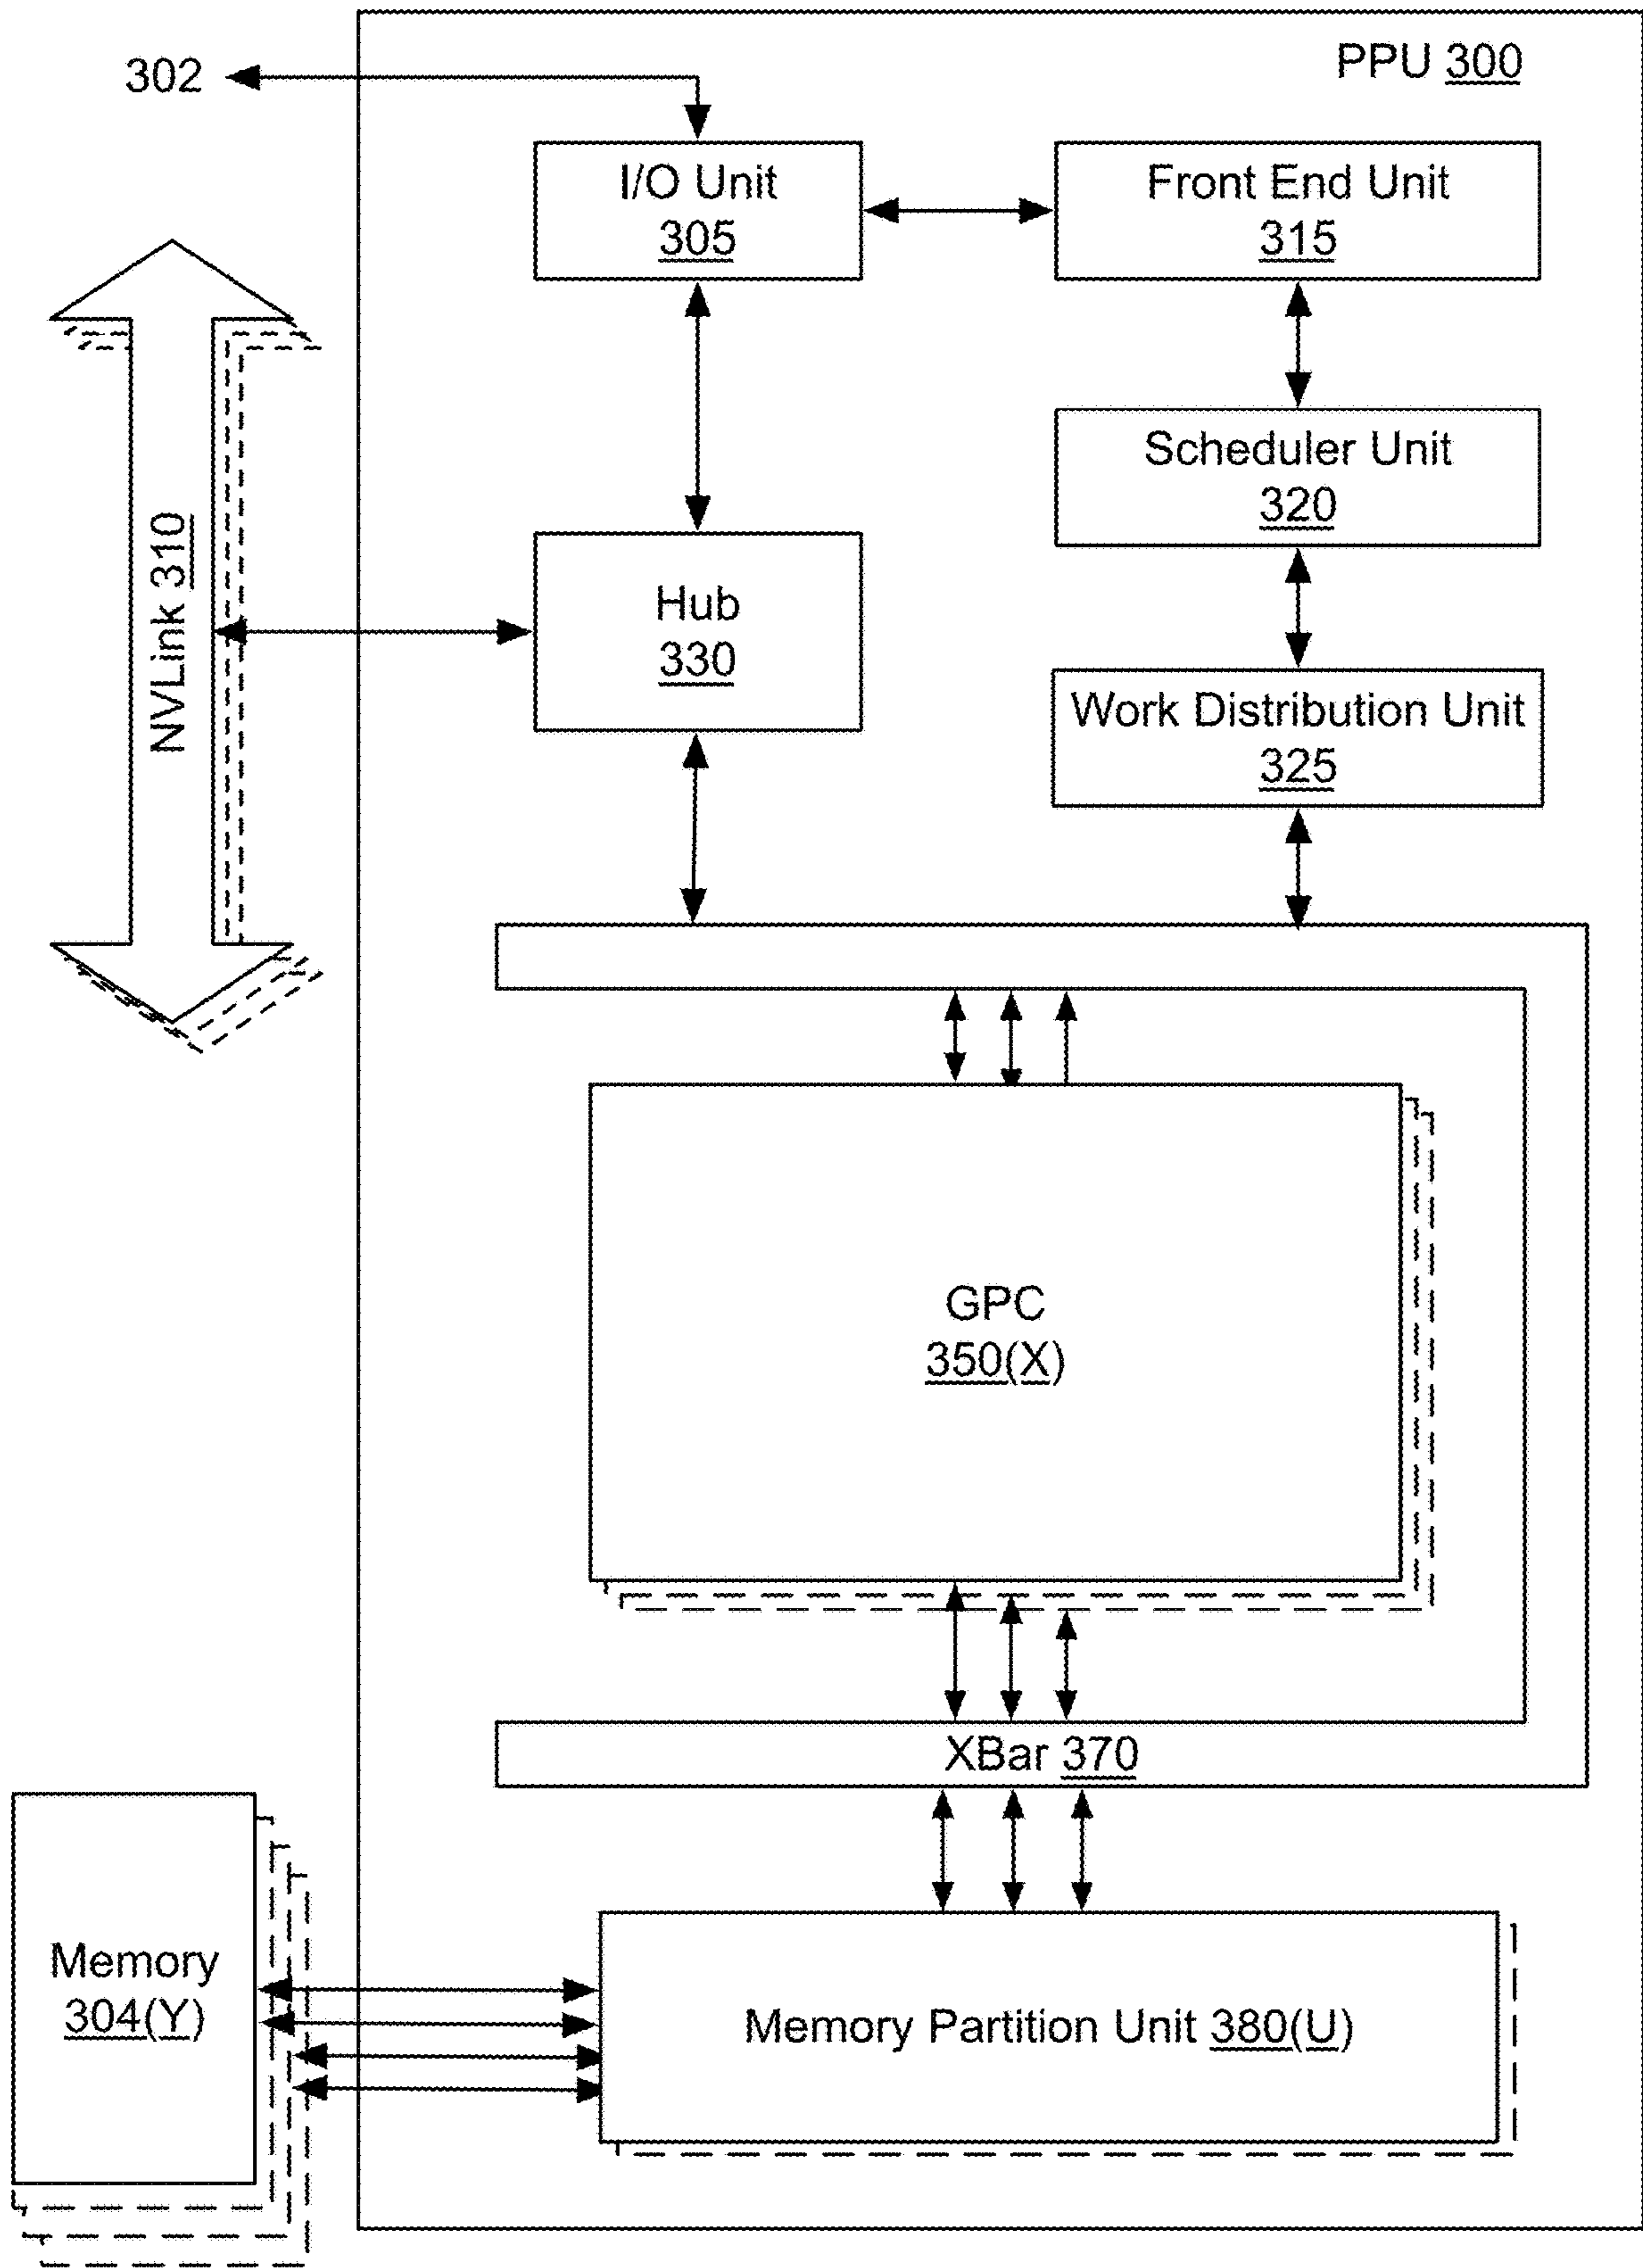 PPU 300
302
I/O Unit
305
Front End Unit
315
Scheduler Unit
320
NVLink 310
Hub
330
Work Distribution Unit
325
GPC
350(X)
XBar 370
Memory
304(Y)
Memory Partition Unit 380(U)